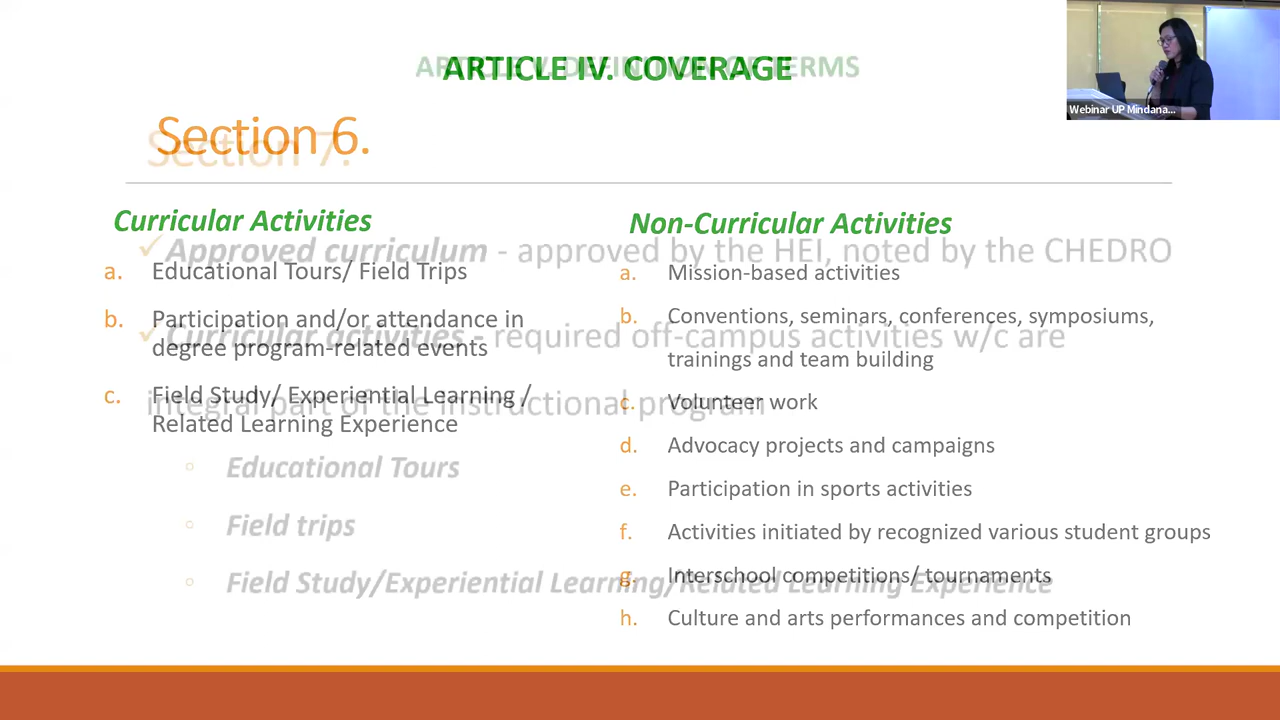 ARTICLE IV. COVERAGE
ARTICLE V. DEFINITION OF TERMS
Section 6.
Section 7.
Curricular Activities
a. Educational Tours/ Field Trips
b. Participation and/or attendance in
degree program-related events
c. Field Study/ Experiential Learning /
Related Learning Experience
Non-Curricular Activities
a. Mission-based activities
b. Conventions, seminars, conferences, symposiums,
trainings and team building
c. Volunteer work
d. Advocacy projects and campaigns
e. Participation in sports activities
f. Activities initiated by recognized various student groups
g. Interschool competitions/ tournaments
h. Culture and arts performances and competition
✓ Approved curriculum - approved by the HEI, noted by the CHEDRO
✓ Curricular activities - required off-campus activities w/c are
integral part of the instructional program
○ Educational Tours
○ Field trips
○ Field Study/Experiential Learning/Related Learning Experience
Webinar UP Mindana...